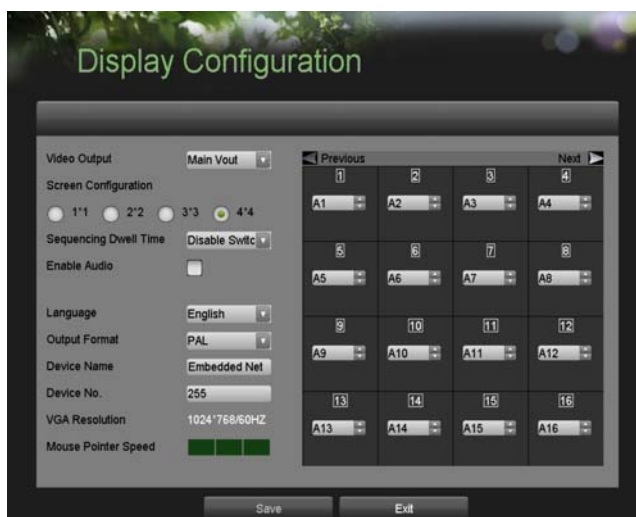 Display Configuration
Video Output Main Vout
Screen Configuration
1*1 2*2 3*3 4*4
Sequencing Dwell Time Disable Switc
Enable Audio
Language English
Output Format PAL
Device Name Embedded Net
Device No. 255
VGA Resolution 1024*768/60HZ
Mouse Pointer Speed
Previous Next
1 2 3 4
A1 A2 A3 A4
5 6 7 8
A5 A6 A7 A8
9 10 11 12
A9 A10 A11 A12
13 14 15 16
A13 A14 A15 A16
Save Exit